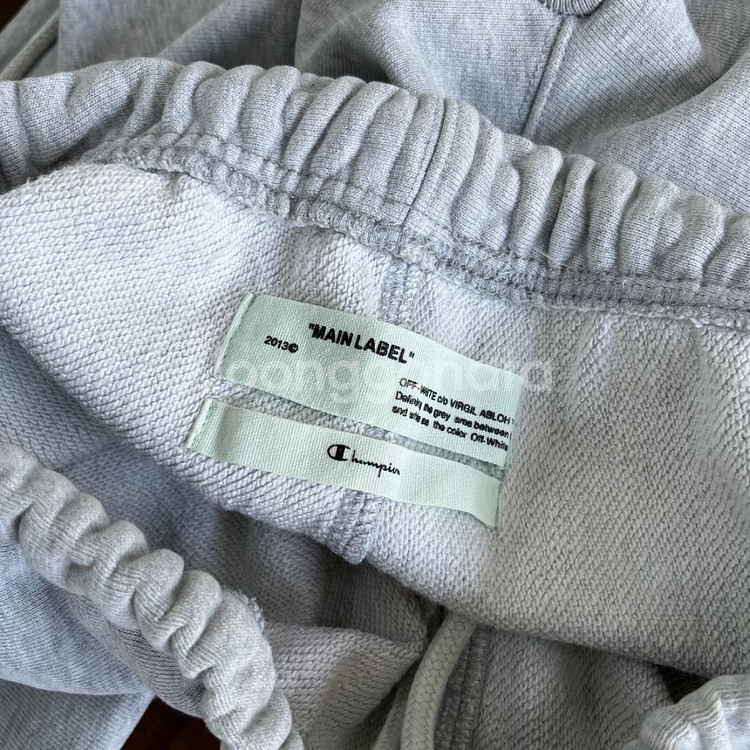 "MAIN LABEL"
2013©
OFF-WHITE c/o VIRGIL ABLOH™
Defining the grey area between
and white as the color Off-White
Champion